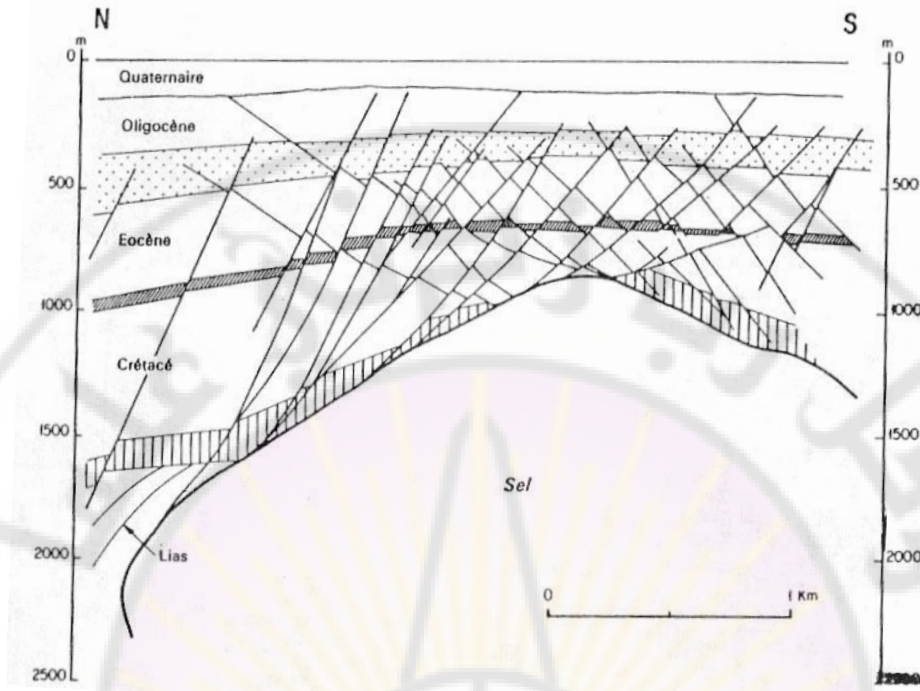 N
S
m
m
0
0
Quaternaire
Oligocène
500
500
Eocène
1000
1000
Crétacé
1500
1500
Sel
Lias
2000
2000
0
1 Km
2500